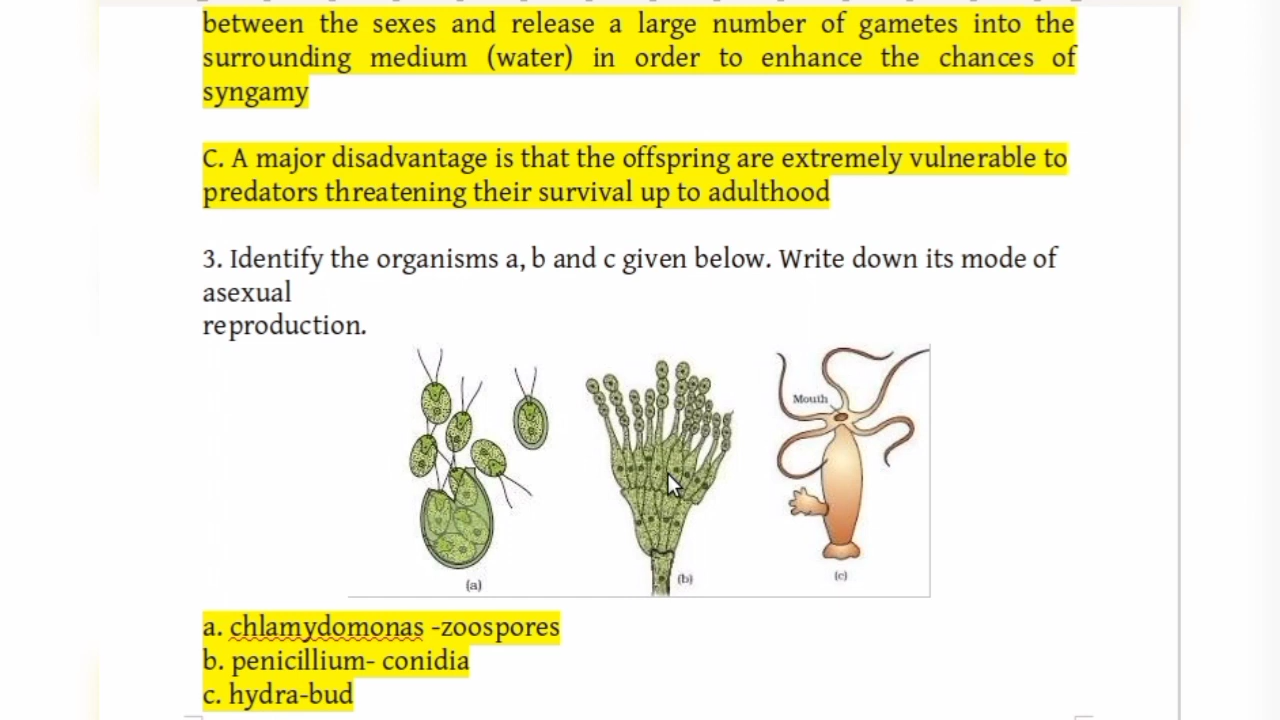 between the sexes and release a large number of gametes into the
surrounding medium (water) in order to enhance the chances of
syngamy
C. A major disadvantage is that the offspring are extremely vulnerable to
predators threatening their survival up to adulthood
3. Identify the organisms a, b and c given below. Write down its mode of
asexual
reproduction.
Mouth
(a)
(b)
(c)
a. chlamydomonas -zoospores
b. penicillium- conidia
c. hydra-bud